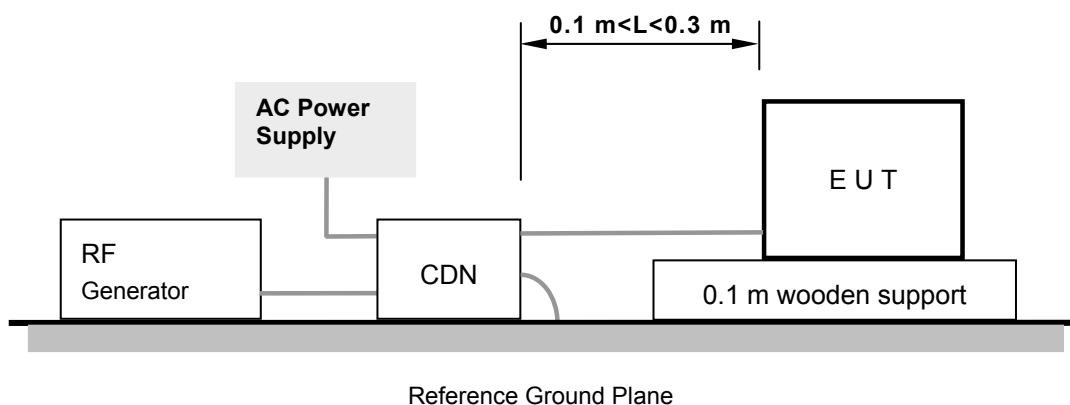 0.1 m<L<0.3 m
AC Power
Supply
E U T
RF
Generator
CDN
0.1 m wooden support
Reference Ground Plane